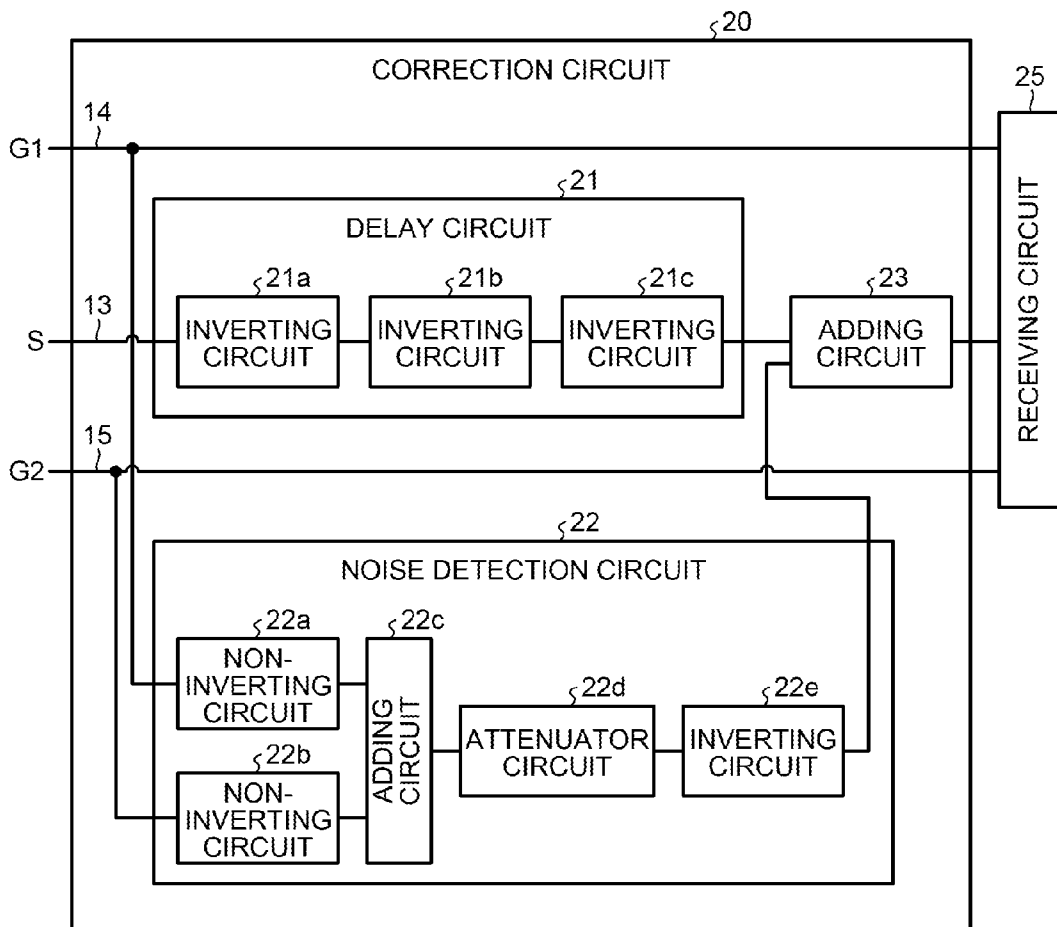 20
CORRECTION CIRCUIT
25
14
G1
RECEIVING CIRCUIT
21
DELAY CIRCUIT
21a
21b
21c
23
13
S
INVERTING
CIRCUIT
INVERTING
CIRCUIT
INVERTING
CIRCUIT
ADDING
CIRCUIT
15
G2
22
NOISE DETECTION CIRCUIT
22a
22c
NON-
INVERTING
CIRCUIT
ADDING
CIRCUIT
22d
22e
ATTENUATOR
CIRCUIT
INVERTING
CIRCUIT
22b
NON-
INVERTING
CIRCUIT